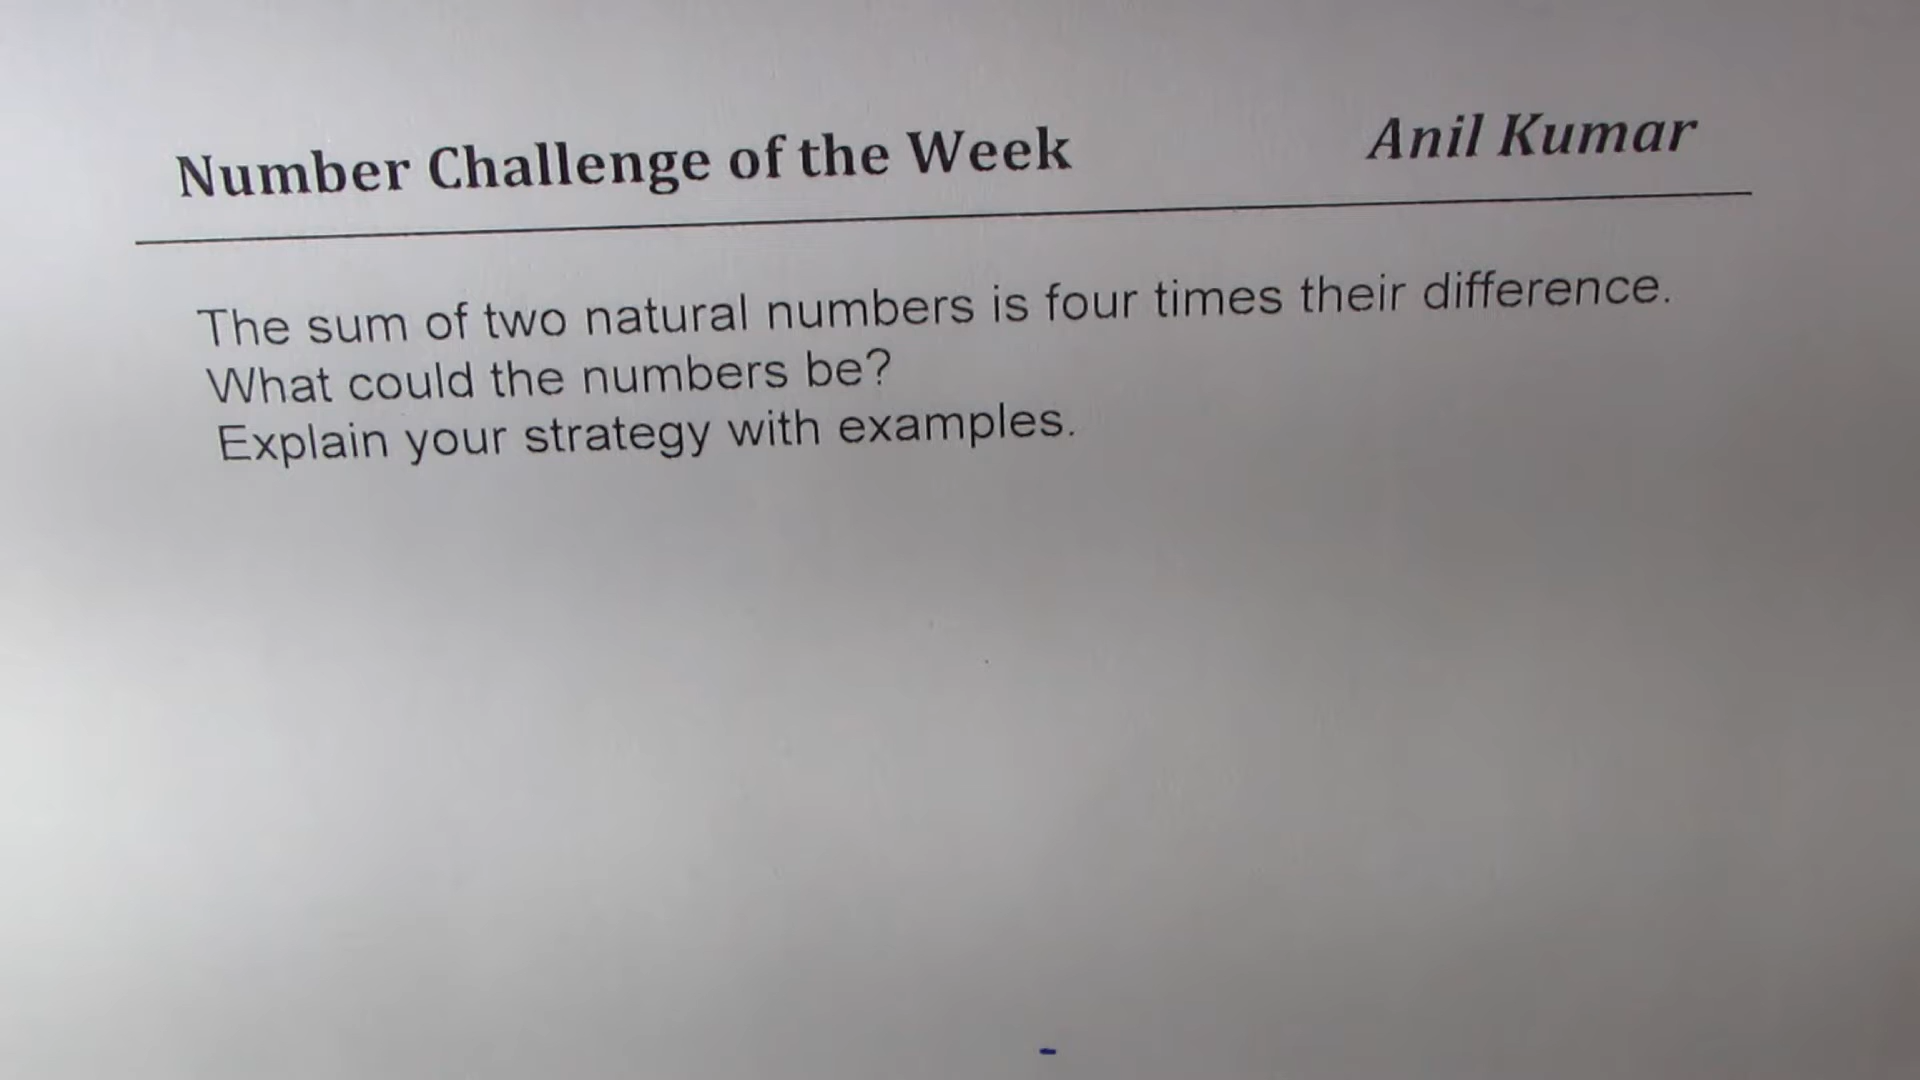 Number Challenge of the Week
Anil Kumar
The sum of two natural numbers is four times their difference.
What could the numbers be?
Explain your strategy with examples.